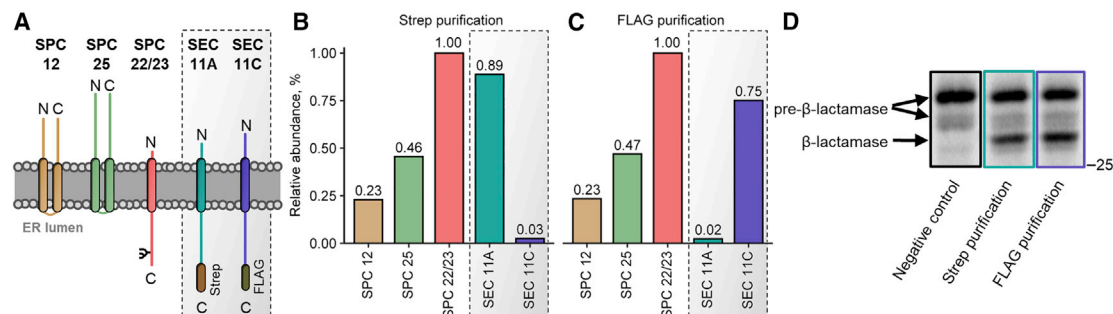 A
SPC
12
SPC
25
SPC
22/23
SEC
11A
SEC
11C
N
C
N
C
N
N
N
ER lumen
C
Strep
C
FLAG
C
B
Strep purification
Relative abundance, %
1.00
0.75
0.50
0.25
0.00
0.23
0.46
1.00
0.89
0.03
SPC 12
SPC 25
SPC 22/23
SEC 11A
SEC 11C
C
FLAG purification
1.00
0.75
0.50
0.25
0.00
0.23
0.47
1.00
0.02
0.75
SPC 12
SPC 25
SPC 22/23
SEC 11A
SEC 11C
D
pre-β-lactamase
β-lactamase
–25
Negative control
Strep purification
FLAG purification